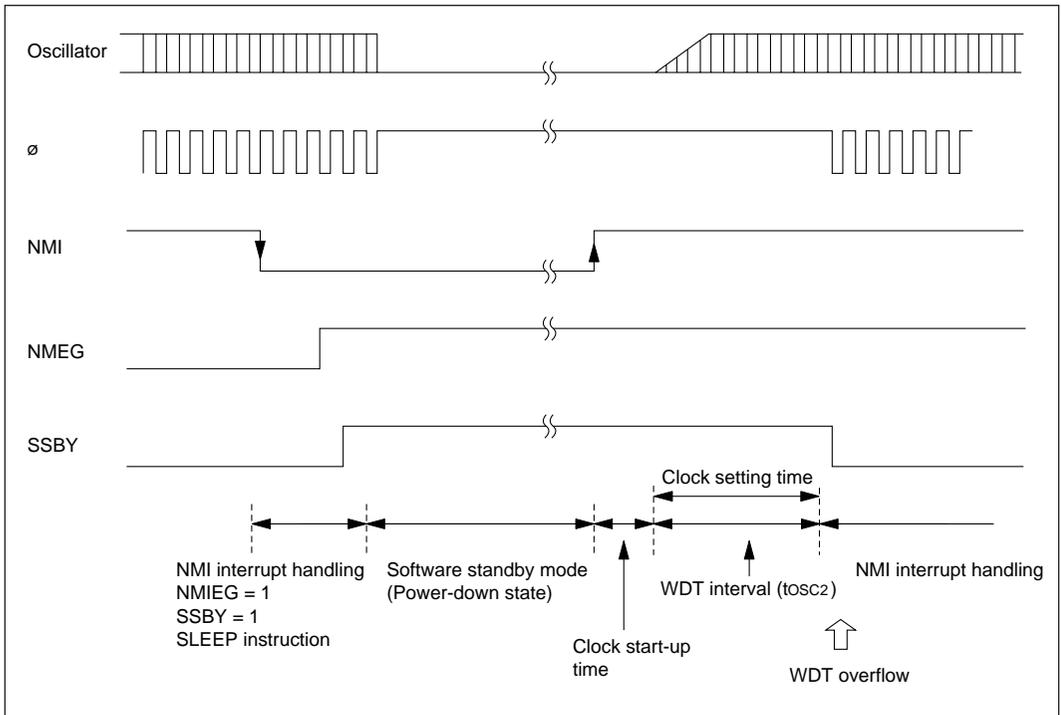 Oscillator
ø
NMI
NMEG
SSBY
Clock setting time
NMI interrupt handling
NMIEG = 1
SSBY = 1
SLEEP instruction
Software standby mode
(Power-down state)
Clock start-up
time
WDT interval (tOSC2)
WDT overflow
NMI interrupt handling